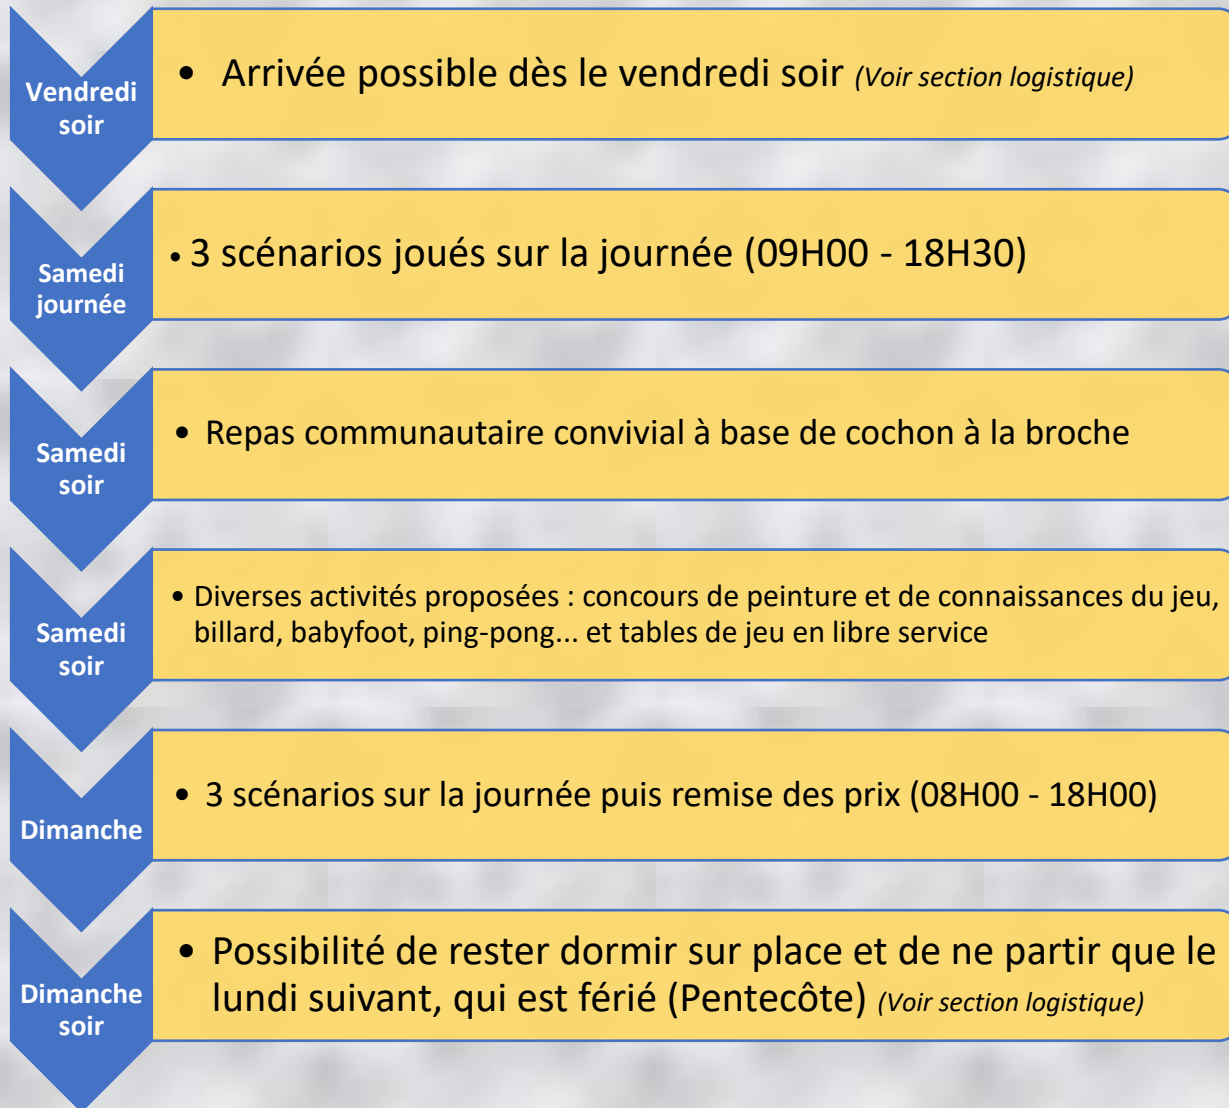 Vendredi
soir
• Arrivée possible dès le vendredi soir (Voir section logistique)
Samedi
journée
• 3 scénarios joués sur la journée (09H00 - 18H30)
Samedi
soir
• Repas communautaire convivial à base de cochon à la broche
Samedi
soir
• Diverses activités proposées : concours de peinture et de connaissances du jeu,
billard, babyfoot, ping-pong... et tables de jeu en libre service
Dimanche
• 3 scénarios sur la journée puis remise des prix (08H00 - 18H00)
Dimanche
soir
• Possibilité de rester dormir sur place et de ne partir que le
lundi suivant, qui est férié (Pentecôte) (Voir section logistique)